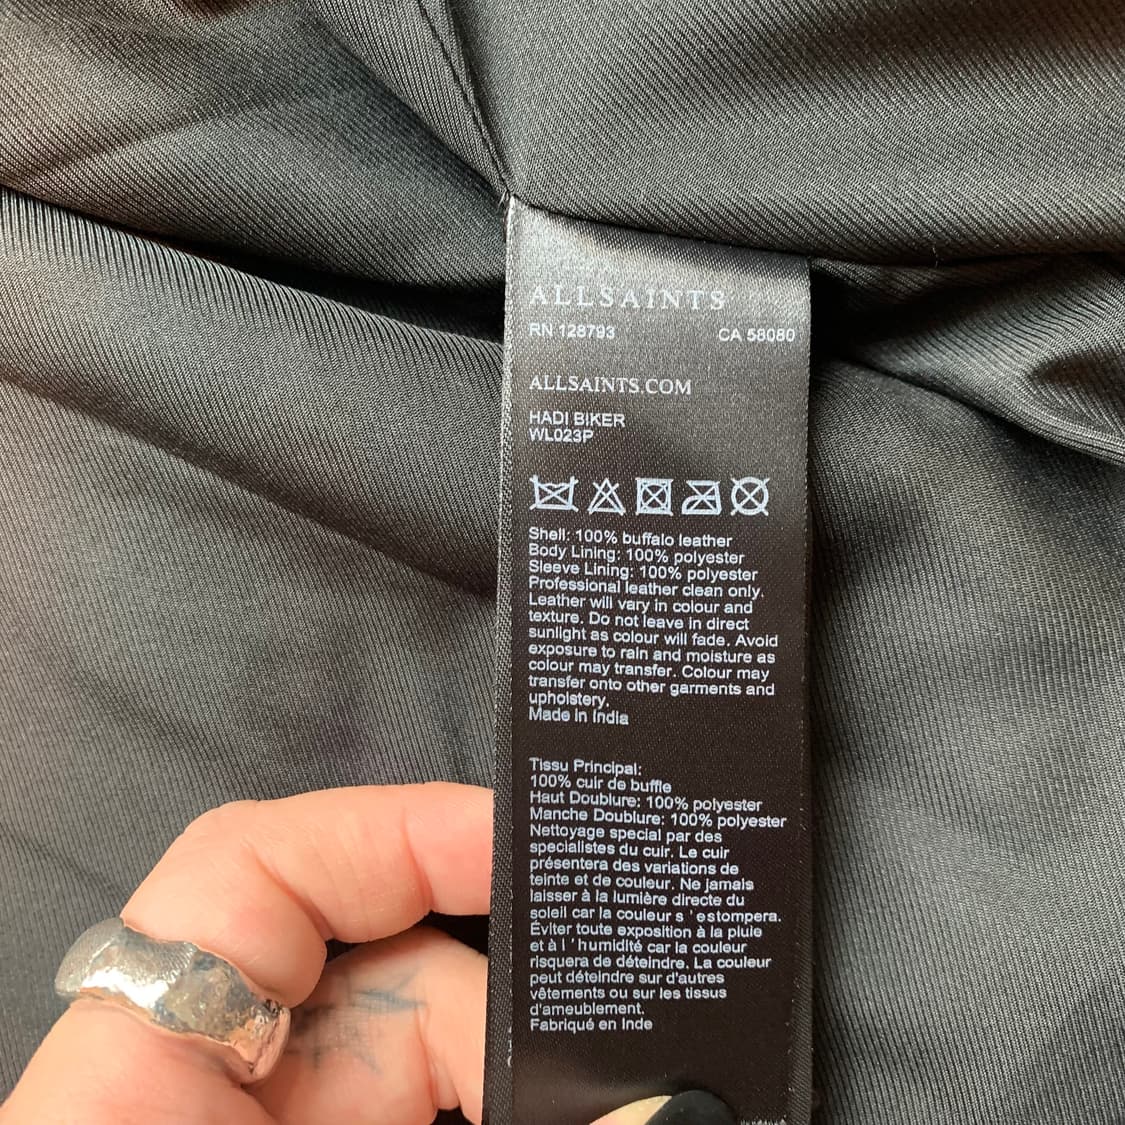 ALLSAINTS
RN 128793 CA 58080
ALLSAINTS.COM
HADI BIKER
WL023P
Shell: 100% buffalo leather
Body Lining: 100% polyester
Sleeve Lining: 100% polyester
Professional leather clean only.
Leather will vary in colour and
texture. Do not leave in direct
sunlight as colour will fade. Avoid
exposure to rain and moisture as
colour may transfer. Colour may
transfer onto other garments and
upholstery.
Made in India
Tissu Principal:
100% cuir de buffle
Haut Doublure: 100% polyester
Manche Doublure: 100% polyester
Nettoyage special par des
specialistes du cuir. Le cuir
présentera des variations de
teinte et de couleur. Ne jamais
laisser à la lumière directe du
soleil car la couleur s 'estompera.
Éviter toute exposition à la pluie
et à l 'humidité car la couleur
risquera de déteindre. La couleur
peut déteindre sur d'autres
vêtements ou sur les tissus
d'ameublement.
Fabriqué en Inde